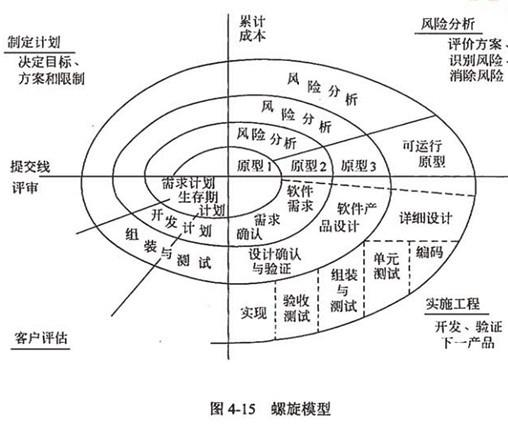 累计
成本
制定计划
决定目标、
方案和限制
风险分析
评价方案、
识别风险、
消除风险
风险分析
风险分析
风险分析
可运行
原型
提交线
评审
原型1
原型2
原型3
需求计划
生存期
计划
软件
需求
开发计划
需求
确认
软件产
品设计
详细设计
组装与测试
设计确认
与验证
组装
与
测试
单元
测试
编码
实现
验收
测试
客户评估
实施工程
开发、验证
下一产品
图 4-15 螺旋模型